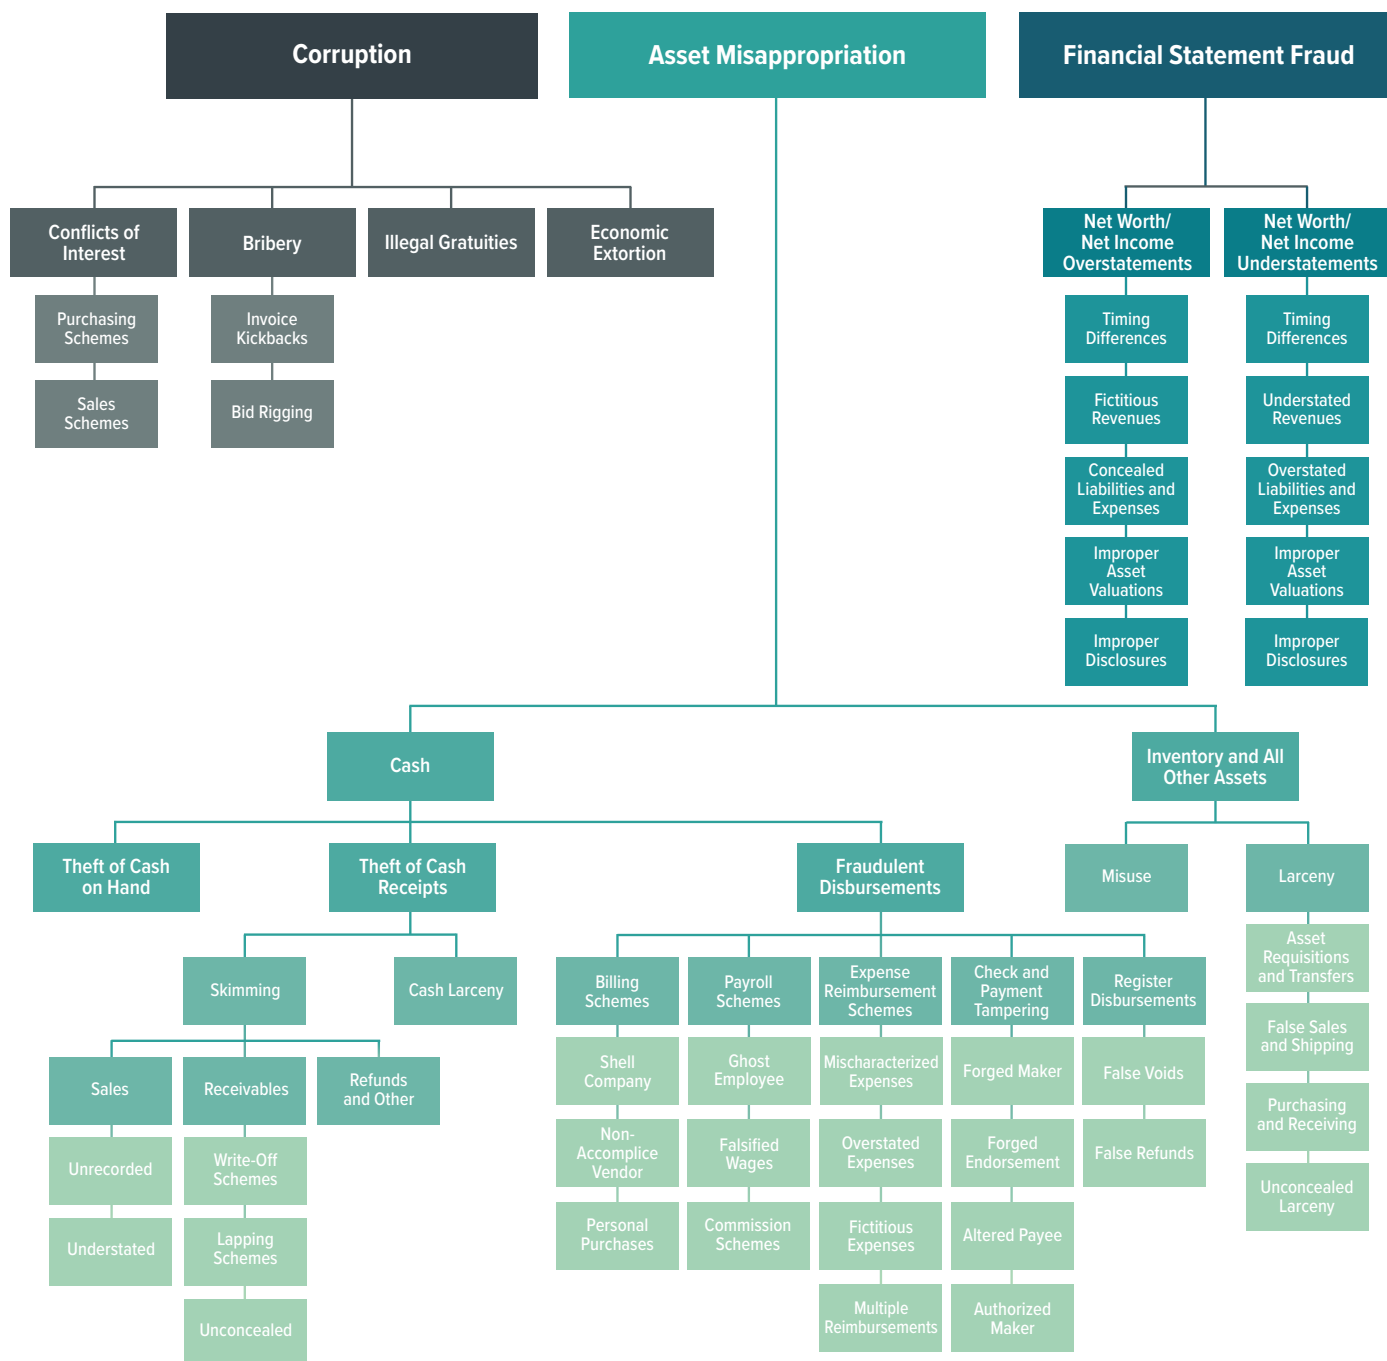 Corruption
Asset Misappropriation
Financial Statement Fraud
Conflicts of
Interest
Bribery
Illegal Gratuities
Economic
Extortion
Net Worth/
Net Income
Overstatements
Net Worth/
Net Income
Understatements
Purchasing
Schemes
Sales
Schemes
Invoice
Kickbacks
Bid Rigging
Timing
Differences
Fictitious
Revenues
Concealed
Liabilities and
Expenses
Improper
Asset
Valuations
Improper
Disclosures
Timing
Differences
Understated
Revenues
Overstated
Liabilities and
Expenses
Improper
Asset
Valuations
Improper
Disclosures
Cash
Inventory and All
Other Assets
Theft of Cash
on Hand
Theft of Cash
Receipts
Fraudulent
Disbursements
Misuse
Larceny
Asset
Requisitions
and Transfers
False Sales
and Shipping
Purchasing
and Receiving
Unconcealed
Larceny
Skimming
Cash Larceny
Sales
Unrecorded
Understated
Receivables
Write-Off
Schemes
Lapping
Schemes
Unconcealed
Refunds
and Other
Billing
Schemes
Shell
Company
Non-
Accomplice
Vendor
Personal
Purchases
Payroll
Schemes
Ghost
Employee
Falsified
Wages
Commission
Schemes
Expense
Reimbursement
Schemes
Mischaracterized
Expenses
Overstated
Expenses
Fictitious
Expenses
Multiple
Reimbursements
Check and
Payment
Tampering
Forged Maker
Forged
Endorsement
Altered Payee
Authorized
Maker
Register
Disbursements
False Voids
False Refunds